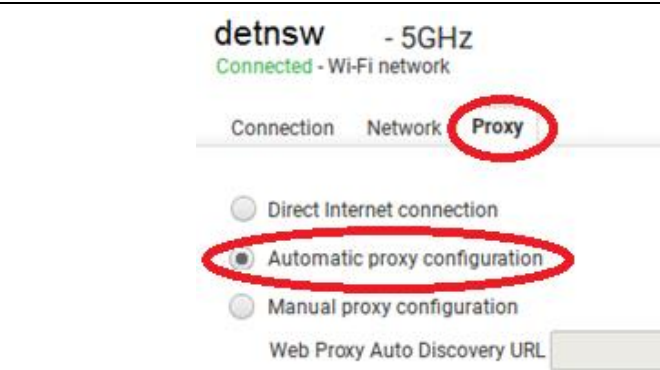 detnsw - 5GHz
Connected - Wi-Fi network
Connection Network Proxy
Direct Internet connection
Automatic proxy configuration
Manual proxy configuration
Web Proxy Auto Discovery URL